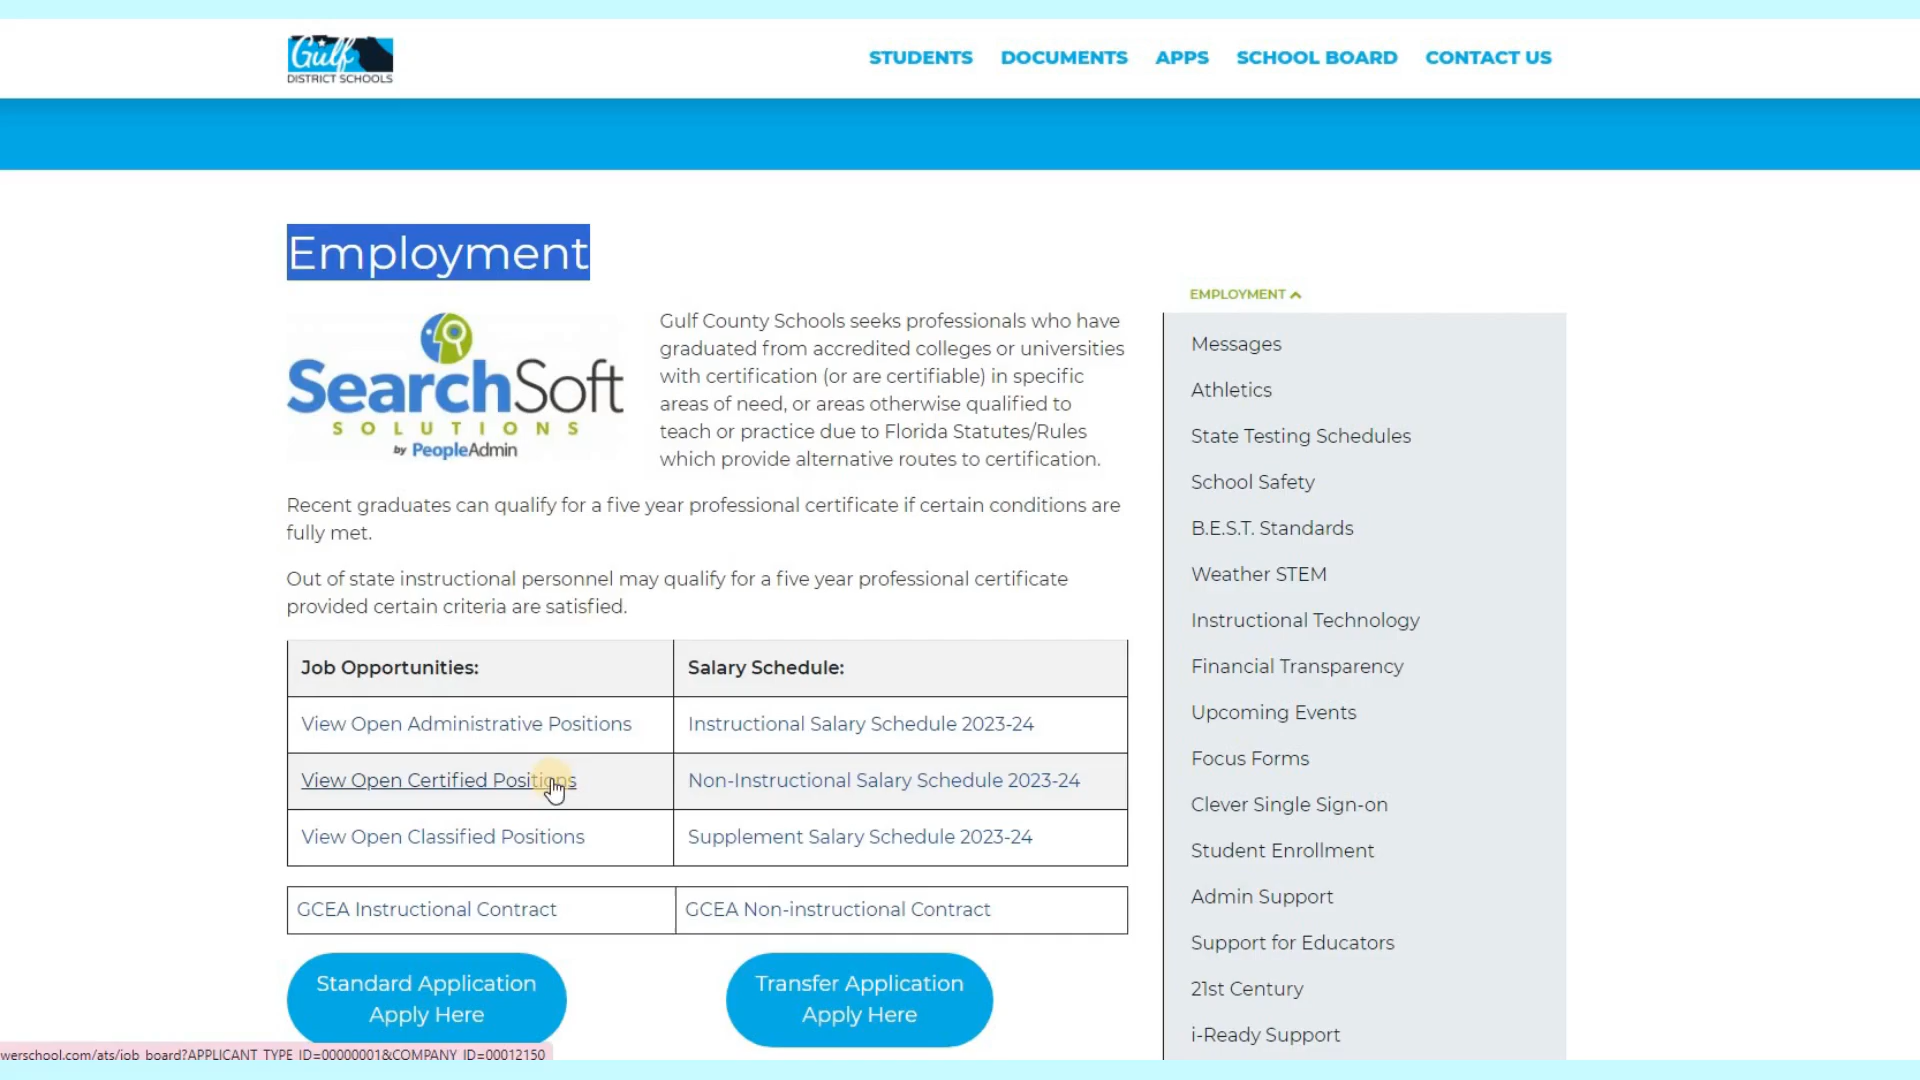 Gulf
DISTRICT SCHOOLS
STUDENTS DOCUMENTS APPS SCHOOL BOARD CONTACT US
Employment
SearchSoft
SOLUTIONS
by PeopleAdmin
Gulf County Schools seeks professionals who have
graduated from accredited colleges or universities
with certification (or are certifiable) in specific
areas of need, or areas otherwise qualified to
teach or practice due to Florida Statutes/Rules
which provide alternative routes to certification.
Recent graduates can qualify for a five year professional certificate if certain conditions are
fully met.
Out of state instructional personnel may qualify for a five year professional certificate
provided certain criteria are satisfied.
Job Opportunities: Salary Schedule:
View Open Administrative Positions Instructional Salary Schedule 2023-24
View Open Certified Positions Non-Instructional Salary Schedule 2023-24
View Open Classified Positions Supplement Salary Schedule 2023-24
GCEA Instructional Contract GCEA Non-instructional Contract
Standard Application
Apply Here
Transfer Application
Apply Here
EMPLOYMENT
Messages
Athletics
State Testing Schedules
School Safety
B.E.S.T. Standards
Weather STEM
Instructional Technology
Financial Transparency
Upcoming Events
Focus Forms
Clever Single Sign-on
Student Enrollment
Admin Support
Support for Educators
21st Century
i-Ready Support
werschool.com/ats/job_board?APPLICANT_TYPE_ID=00000001&COMPANY_ID=00012150